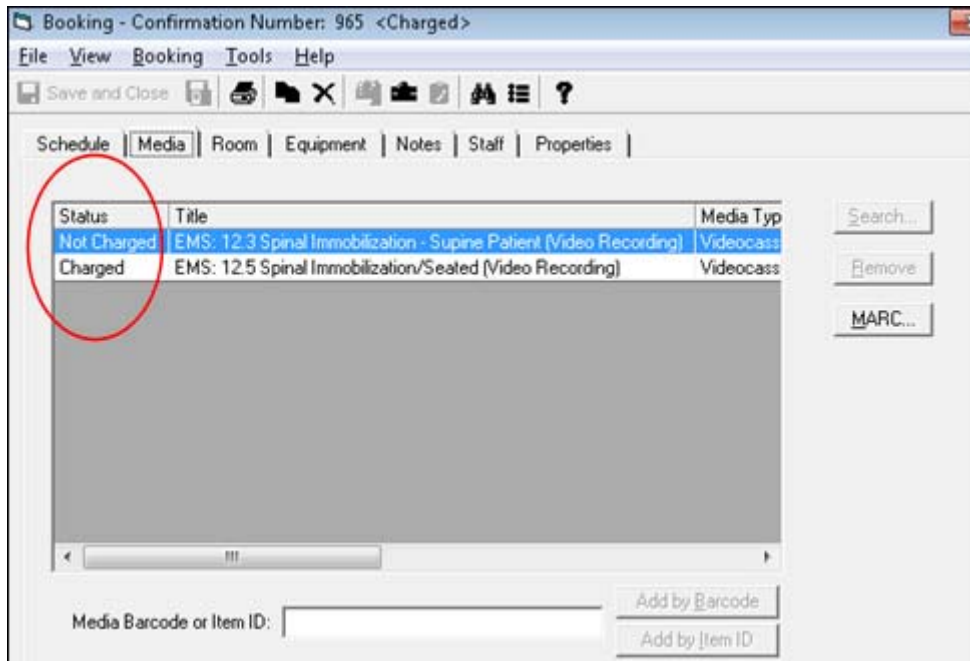 Booking - Confirmation Number: 965 <Charged>
File View Booking Tools Help
Save and Close ?
Schedule Media Room Equipment Notes Staff Properties
Status Title Media Typ
Not Charged EMS: 12.3 Spinal Immobilization - Supine Patient (Video Recording) Videocass
Charged EMS: 12.5 Spinal Immobilization/Seated (Video Recording) Videocass
Search...
Remove
MARC...
Media Barcode or Item ID:
Add by Barcode
Add by Item ID